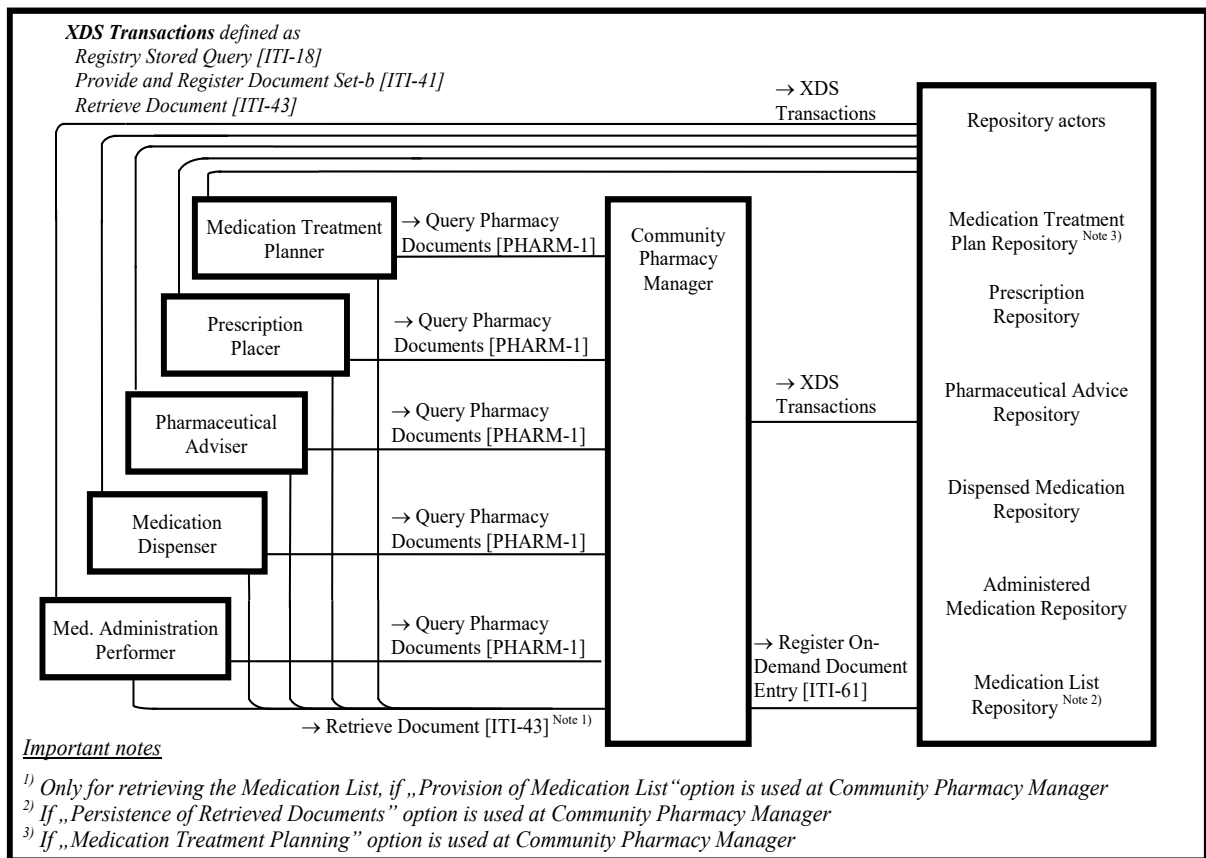 XDS Transactions defined as
Registry Stored Query [ITI-18]
Provide and Register Document Set-b [ITI-41]
Retrieve Document [ITI-43]
→ XDS
Transactions
Repository actors
Medication Treatment
Planner
→ Query Pharmacy
Documents [PHARM-1]
Community
Pharmacy
Manager
Medication Treatment
Plan Repository Note 3)
Prescription
Placer
→ Query Pharmacy
Documents [PHARM-1]
Prescription
Repository
Pharmaceutical
Adviser
→ Query Pharmacy
Documents [PHARM-1]
→ XDS
Transactions
Pharmaceutical Advice
Repository
Medication
Dispenser
→ Query Pharmacy
Documents [PHARM-1]
Dispensed Medication
Repository
Med. Administration
Performer
→ Query Pharmacy
Documents [PHARM-1]
Administered
Medication Repository
→ Register On-
Demand Document
Entry [ITI-61]
Medication List
Repository Note 2)
→ Retrieve Document [ITI-43] Note 1)
Important notes
1) Only for retrieving the Medication List, if „Provision of Medication List“option is used at Community Pharmacy Manager
2) If „Persistence of Retrieved Documents” option is used at Community Pharmacy Manager
3) If „Medication Treatment Planning” option is used at Community Pharmacy Manager